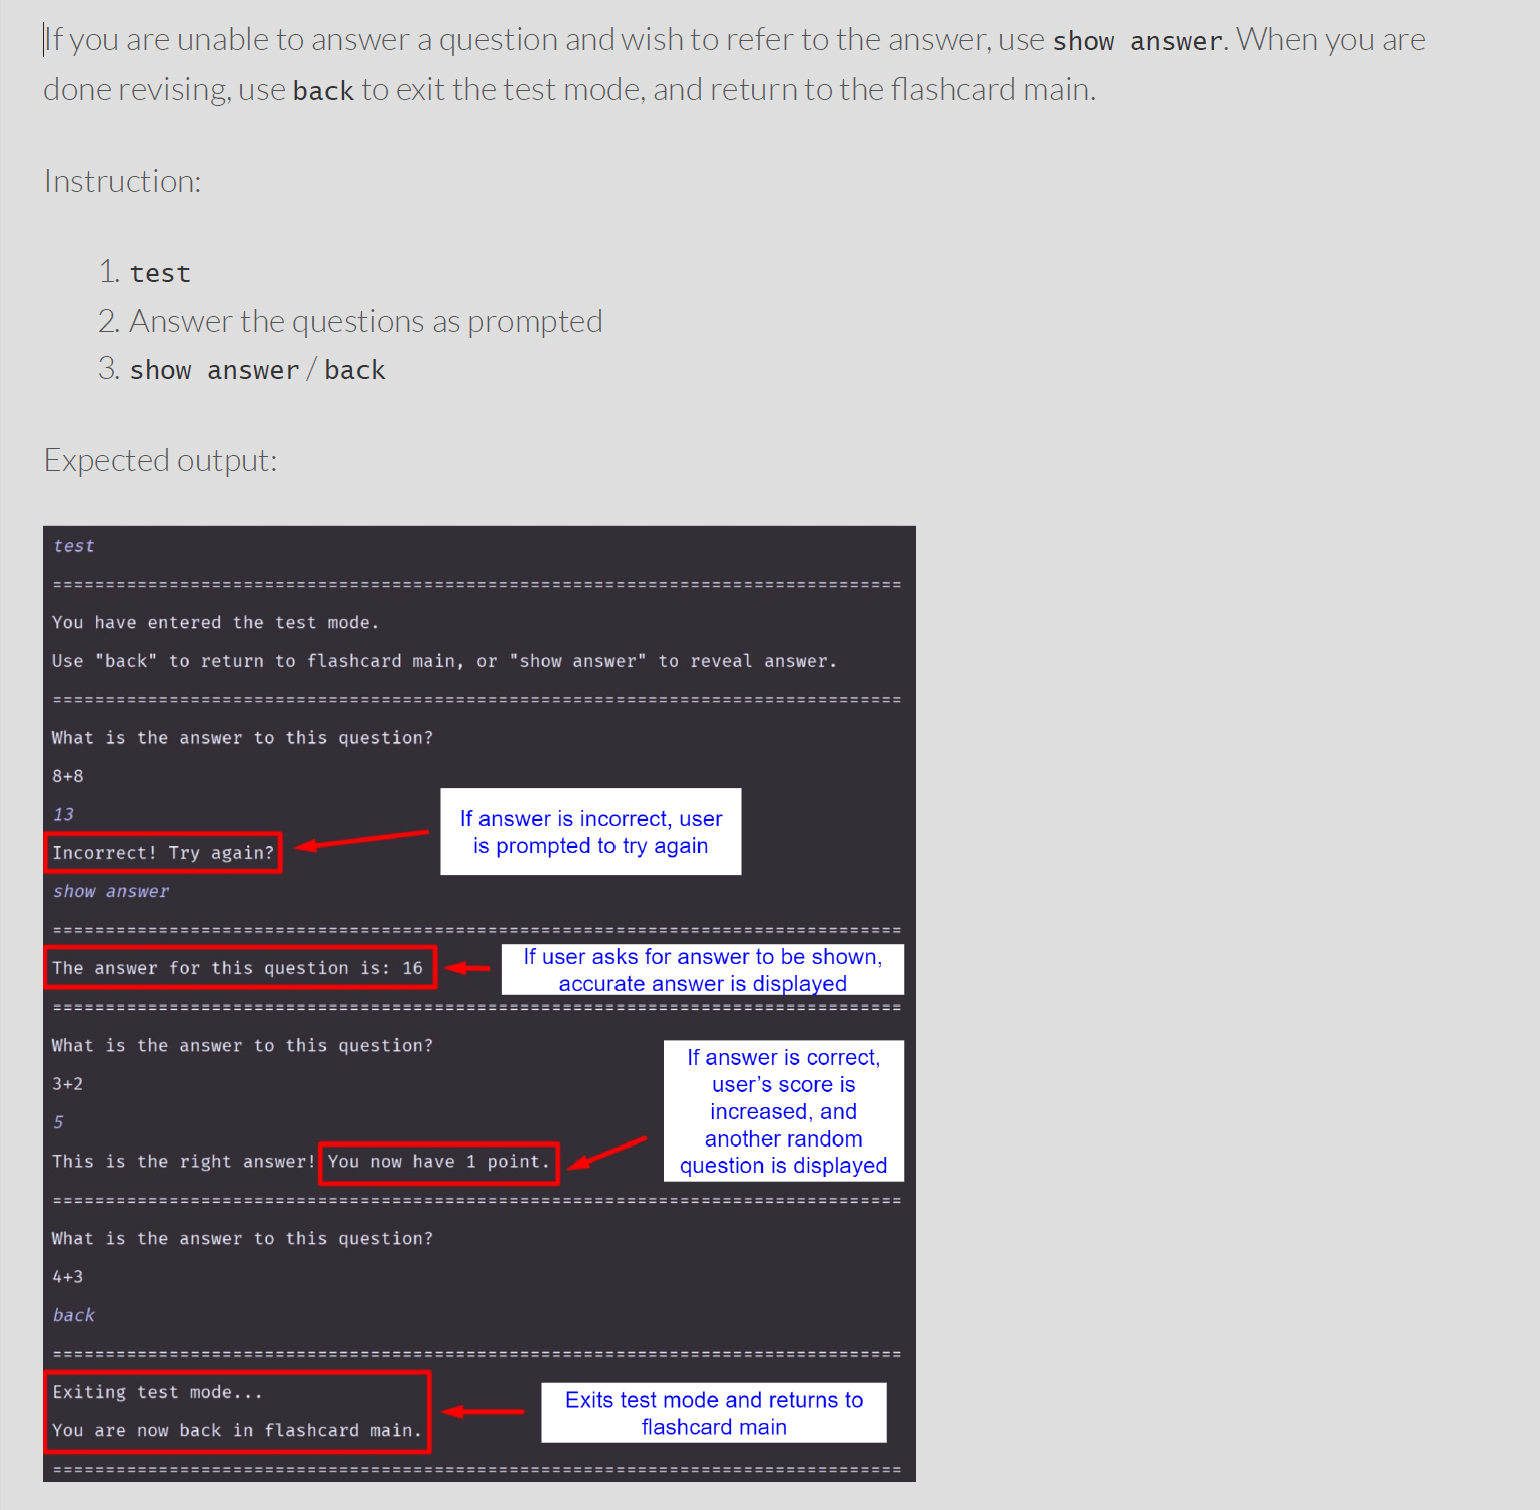 If you are unable to answer a question and wish to refer to the answer, use show answer. When you are
done revising, use back to exit the test mode, and return to the flashcard main.
Instruction:
1. test
2. Answer the questions as prompted
3. show answer / back
Expected output:
test
================================================================================
You have entered the test mode.
Use "back" to return to flashcard main, or "show answer" to reveal answer.
================================================================================
What is the answer to this question?
8+8
13
If answer is incorrect, user
is prompted to try again
Incorrect! Try again?
show answer
================================================================================
The answer for this question is: 16
If user asks for answer to be shown,
accurate answer is displayed
================================================================================
What is the answer to this question?
3+2
5
This is the right answer! You now have 1 point.
If answer is correct,
user's score is
increased, and
another random
question is displayed
================================================================================
What is the answer to this question?
4+3
back
================================================================================
Exiting test mode...
You are now back in flashcard main.
Exits test mode and returns to
flashcard main
================================================================================